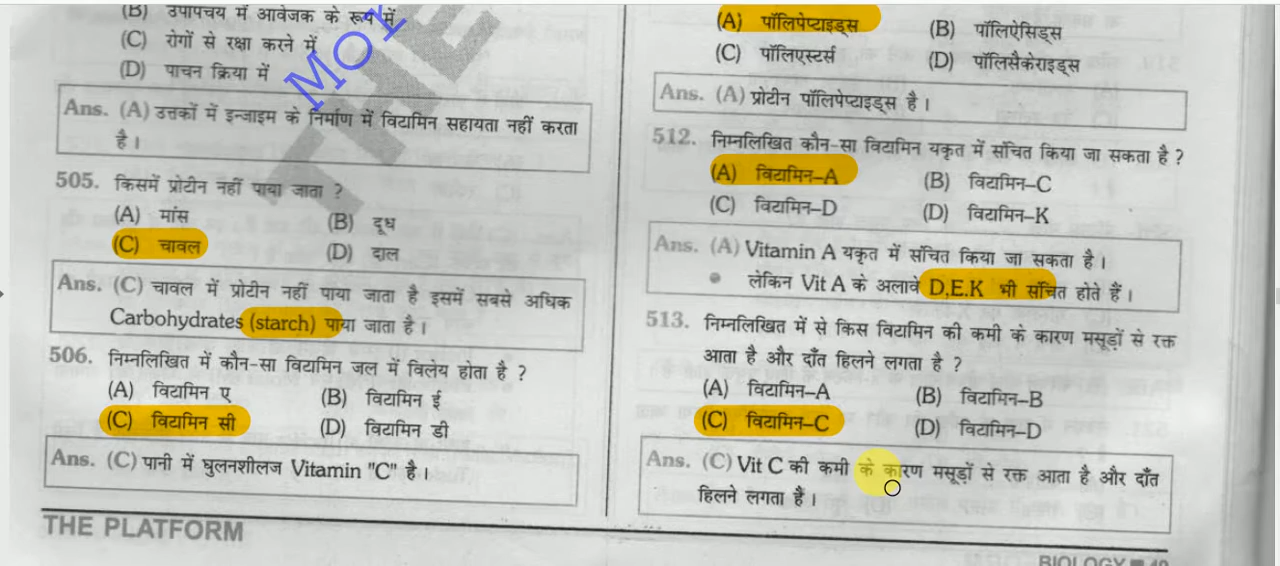 (B) उपापचय में आवेजक के रूप में
(C) रोगों से रक्षा करने में
(D) पाचन क्रिया में
Ans. (A) उत्तकों में इन्जाइम के निर्माण में विटामिन सहायता नहीं करता
है।
505. किसमें प्रोटीन नहीं पाया जाता ?
(A) मांस (B) दूध
(C) चावल (D) दाल
Ans. (C) चावल में प्रोटीन नहीं पाया जाता है इसमें सबसे अधिक
Carbohydrates (starch) पाया जाता है।
506. निम्नलिखित में कौन-सा विटामिन जल में विलेय होता है ?
(A) विटामिन ए (B) विटामिन ई
(C) विटामिन सी (D) विटामिन डी
Ans. (C) पानी में घुलनशीलज Vitamin "C" है।
THE PLATFORM
(A) पॉलिपेप्टाइड्स (B) पॉलिऐसिड्स
(C) पॉलिएस्टर्स (D) पॉलिसैकेराइड्स
Ans. (A) प्रोटीन पॉलिपेप्टाइड्स है।
512. निम्नलिखित कौन-सा विटामिन यकृत में संचित किया जा सकता है ?
(A) विटामिन-A (B) विटामिन-C
(C) विटामिन-D (D) विटामिन-K
Ans. (A) Vitamin A यकृत में संचित किया जा सकता है।
• लेकिन Vit A के अलावे D,E,K भी संचित होते हैं।
513. निम्नलिखित में से किस विटामिन की कमी के कारण मसूड़ों से रक्त
आता है और दाँत हिलने लगता है ?
(A) विटामिन-A (B) विटामिन-B
(C) विटामिन-C (D) विटामिन-D
Ans. (C) Vit C की कमी के कारण मसूड़ों से रक्त आता है और दाँत
हिलने लगता है।
BIOLOGY ■ 49
THE
MOR